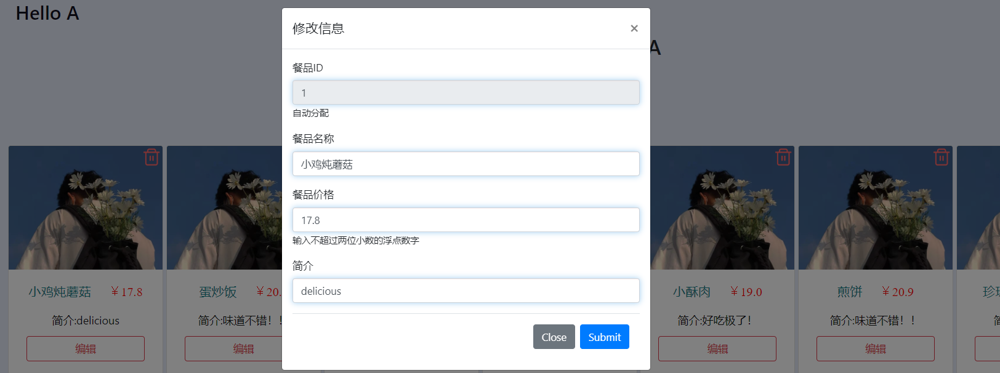 Hello A
A
修改信息
×
餐品ID
1
自动分配
餐品名称
小鸡炖蘑菇
餐品价格
17.8
输入不超过两位小数的浮点数字
简介
delicious
Close Submit
小鸡炖蘑菇 ￥17.8
简介:delicious
编辑
蛋炒饭 ￥20.
简介:味道不错！！
编辑
小酥肉 ￥19.0
简介:好吃极了！
编辑
煎饼 ￥20.9
简介:味道不错！！
编辑
珍
简